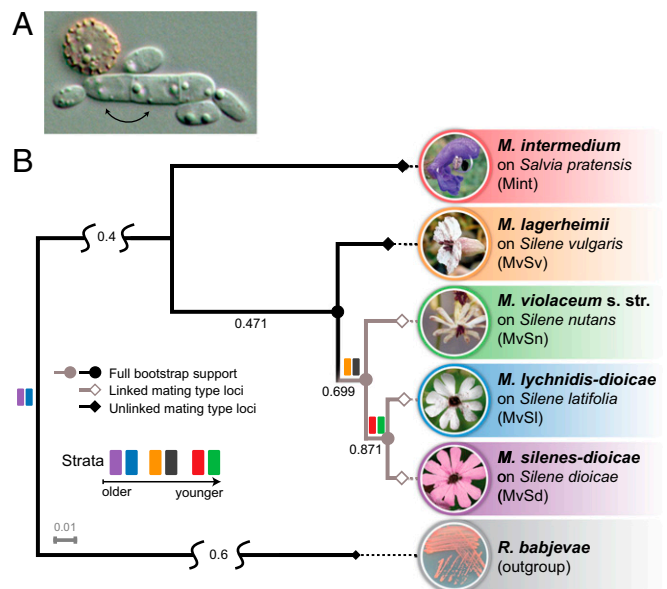 A
B
M. intermedium
on Salvia pratensis
(Mint)
M. lagerheimii
on Silene vulgaris
(MvSv)
M. violaceum s. str.
on Silene nutans
(MvSn)
M. lychnidis-dioicae
on Silene latifolia
(MvSl)
M. silenes-dioicae
on Silene dioicae
(MvSd)
R. babjevae
(outgroup)
0.4
0.471
0.699
0.871
0.6
Full bootstrap support
Linked mating type loci
Unlinked mating type loci
Strata
older
younger
0.01